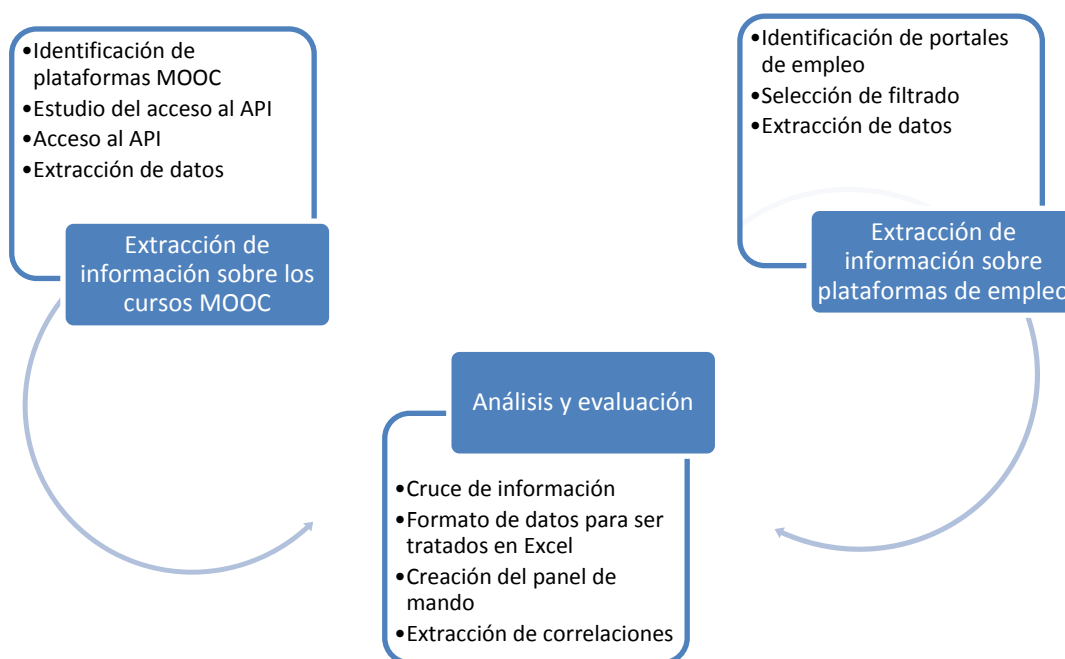 •Identificación de
plataformas MOOC
•Estudio del acceso al API
•Acceso al API
•Extracción de datos
Extracción de
información sobre los
cursos MOOC
•Identificación de portales
de empleo
•Selección de filtrado
•Extracción de datos
Extracción de
información sobre
plataformas de empleo
Análisis y evaluación
•Cruce de información
•Formato de datos para ser
tratados en Excel
•Creación del panel de
mando
•Extracción de correlaciones